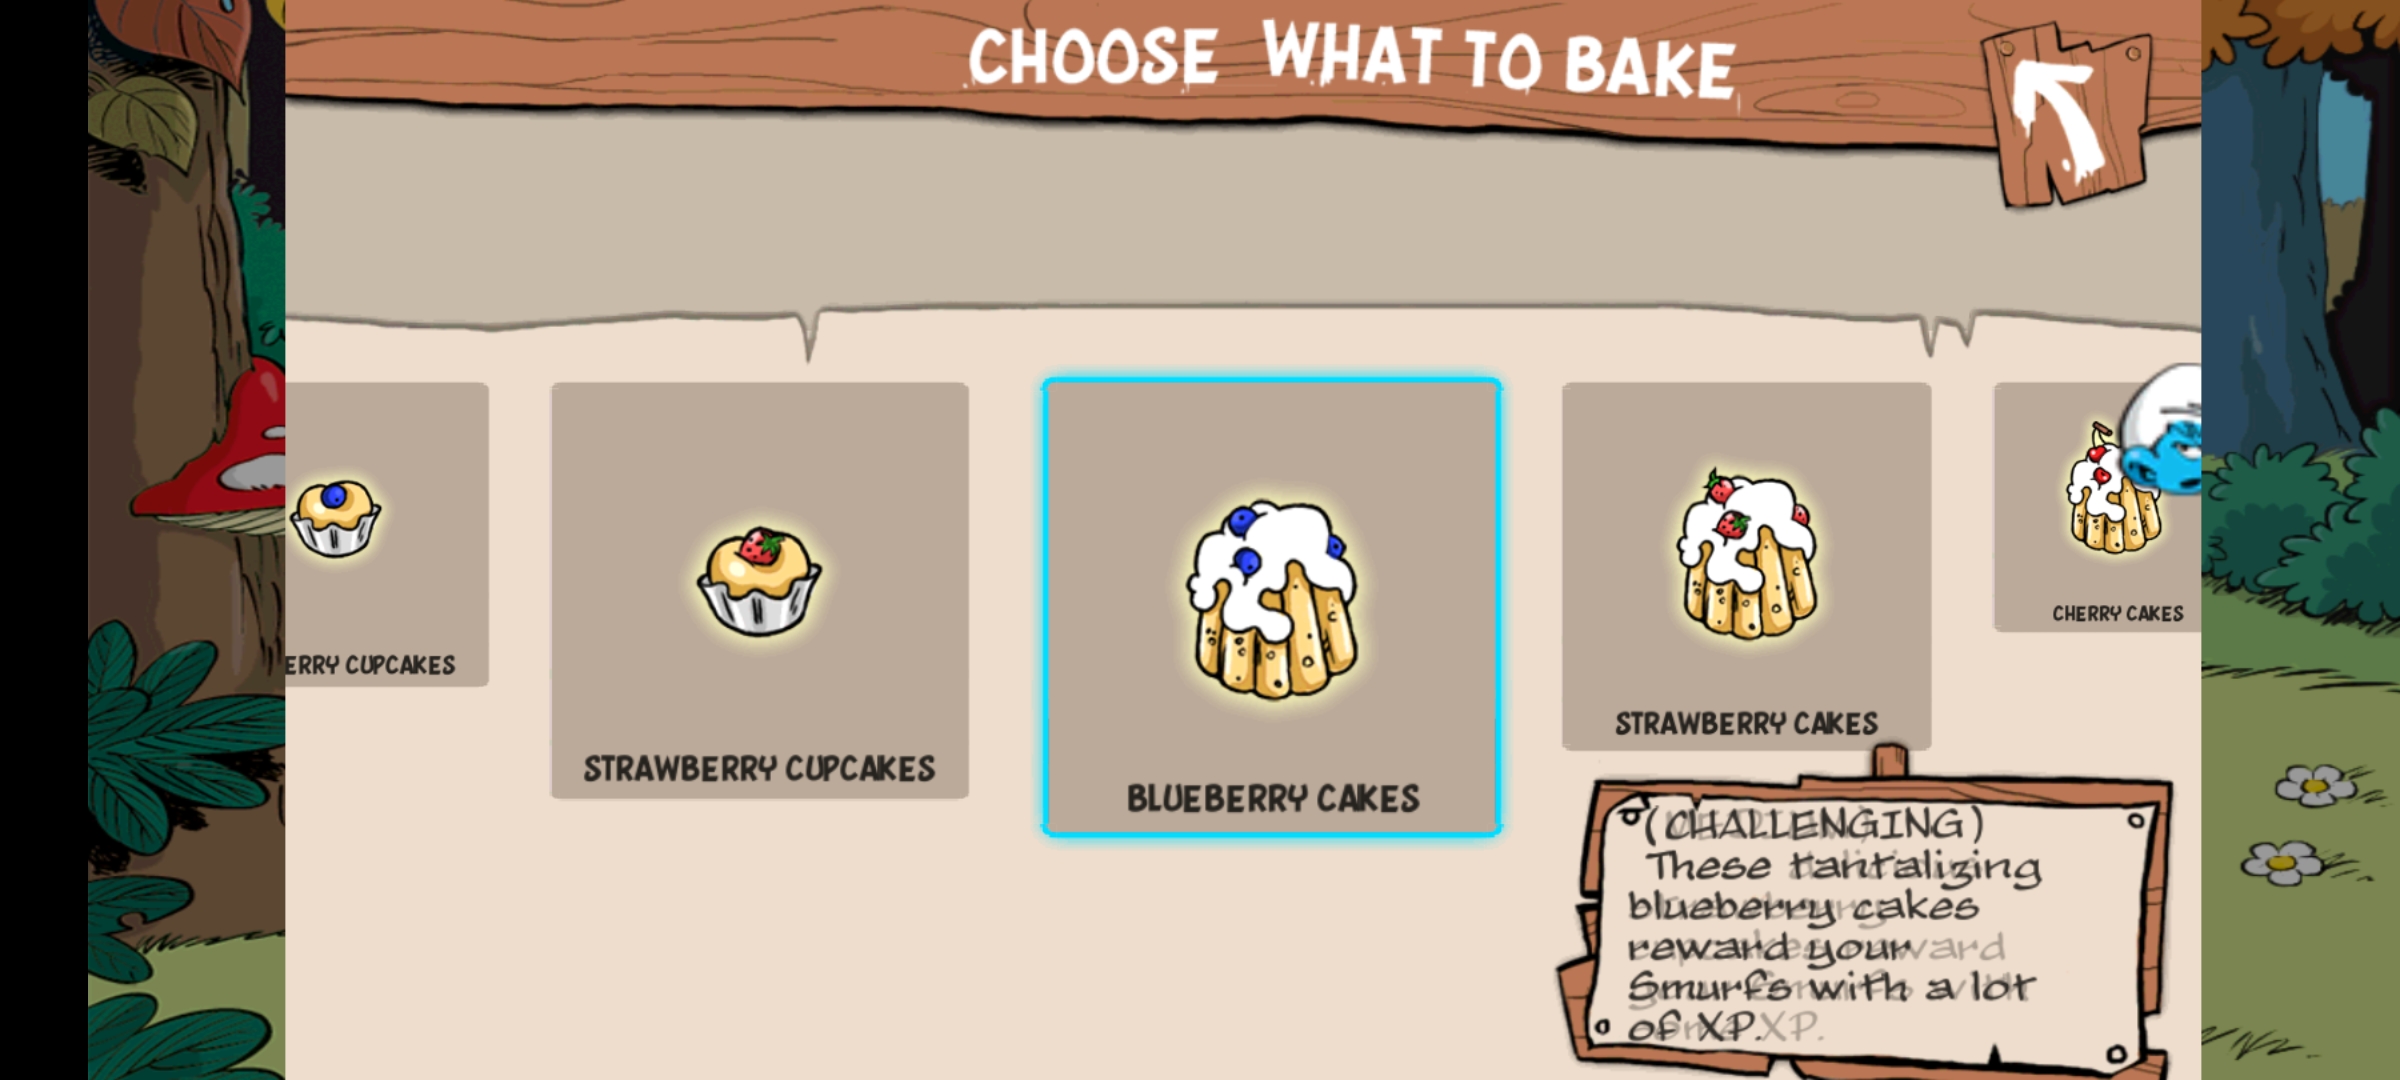 CHOOSE WHAT TO BAKE
ERRY CUPCAKES
STRAWBERRY CUPCAKES
BLUEBERRY CAKES
STRAWBERRY CAKES
CHERRY CAKES
(CHALLENGING)
These tantalizing
blueberry cakes
reward your
Smurfs with a lot
of XP.